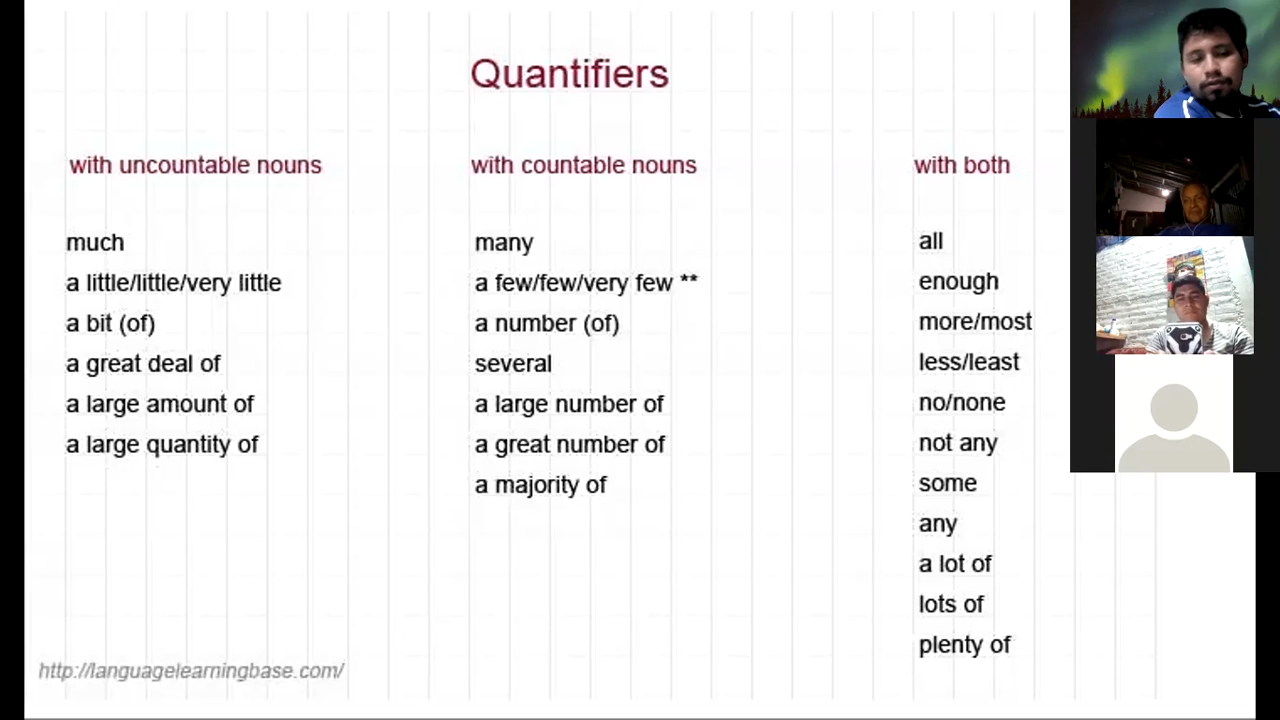 Quantifiers
with uncountable nouns
much
a little/little/very little
a bit (of)
a great deal of
a large amount of
a large quantity of
with countable nouns
many
a few/few/very few **
a number (of)
several
a large number of
a great number of
a majority of
with both
all
enough
more/most
less/least
no/none
not any
some
any
a lot of
lots of
plenty of
http://languagelearningbase.com/